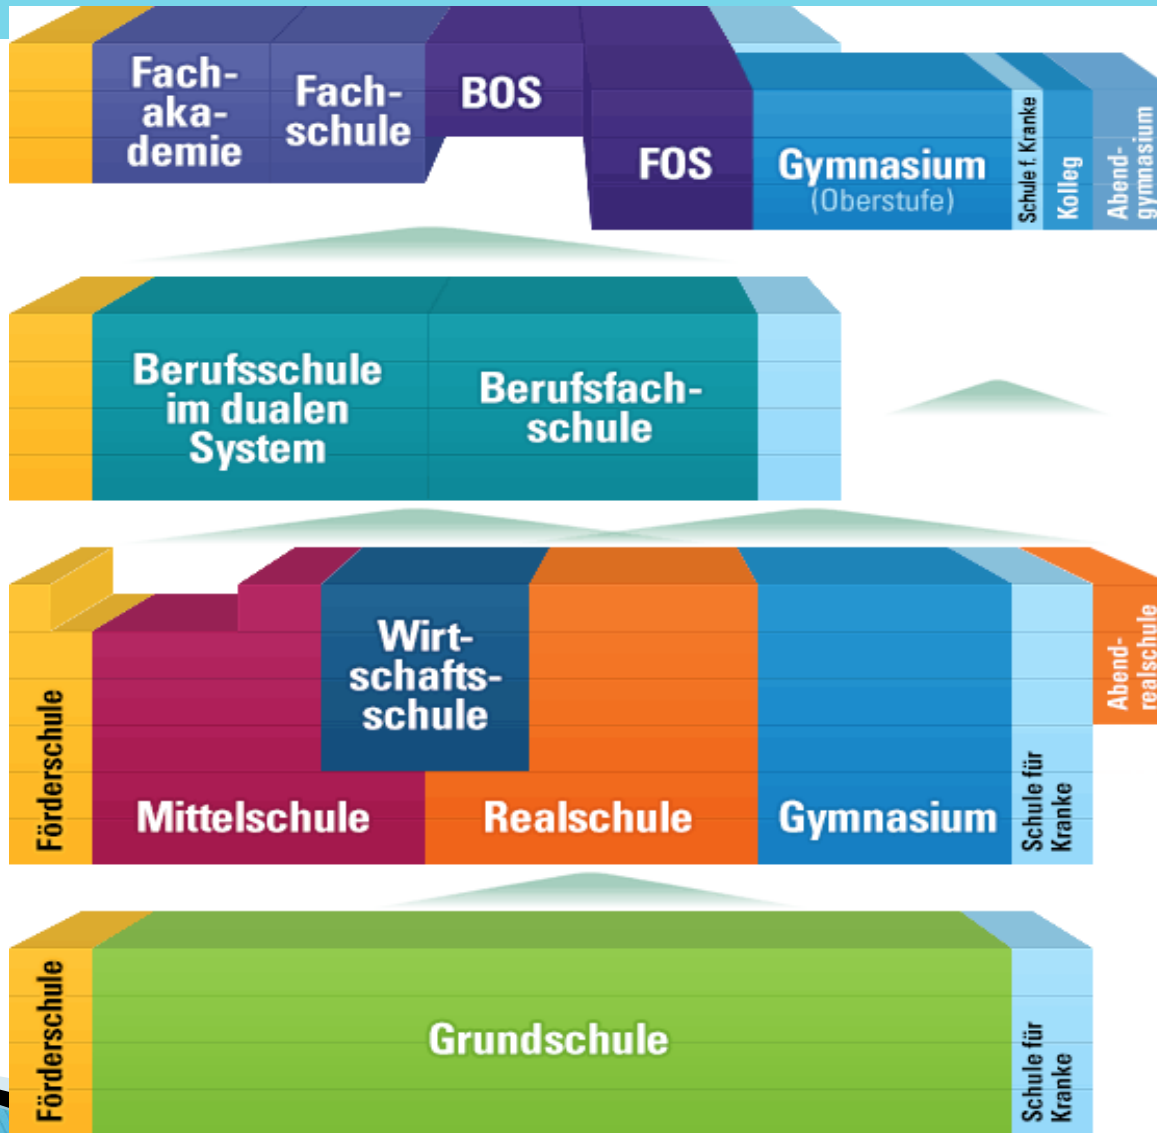 Fach-
aka-
demie
Fach-
schule
BOS
FOS
Gymnasium
(Oberstufe)
Schule f. Kranke
Kolleg
Abend-
gymnasium
Berufsschule
im dualen
System
Berufsfach-
schule
Förderschule
Mittelschule
Wirt-
schafts-
schule
Realschule
Gymnasium
Schule für
Kranke
Abend-
realschule
Förderschule
Grundschule
Schule für
Kranke